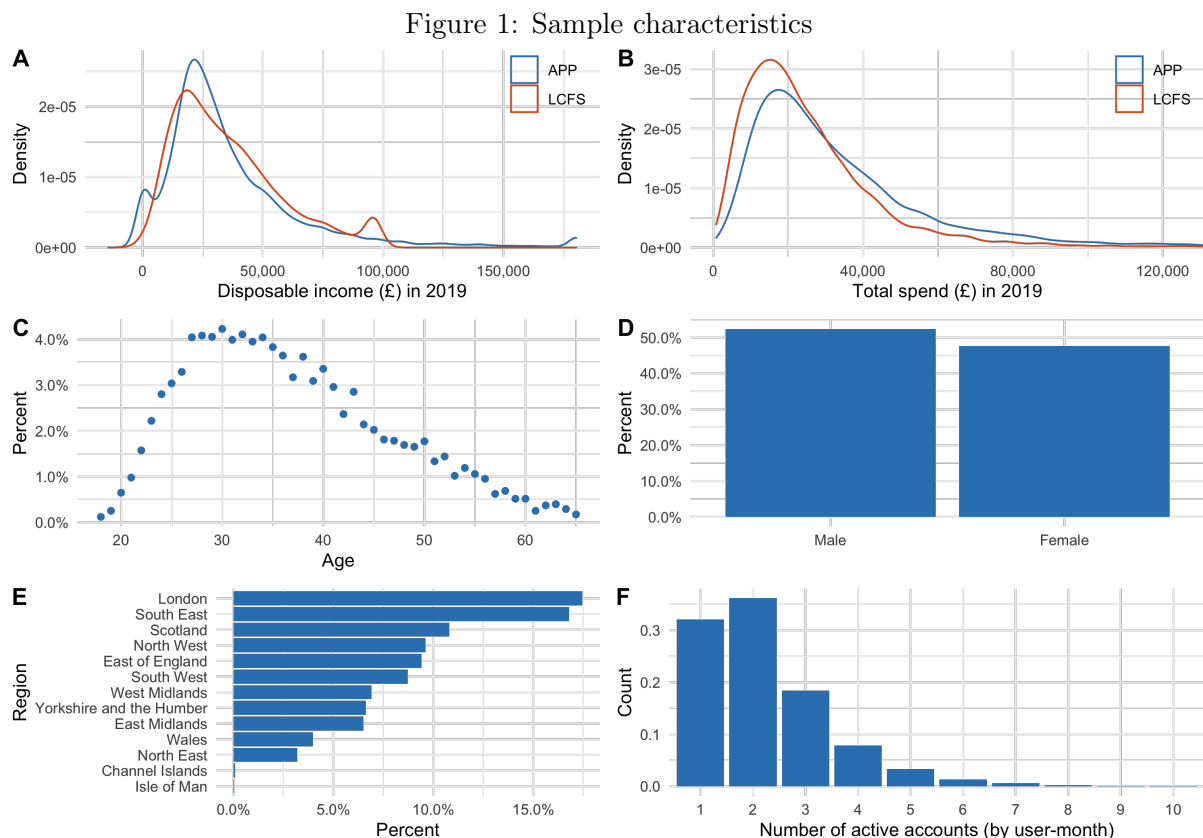 Figure 1: Sample characteristics
A
APP
LCFS
2e-05
1e-05
0e+00
Density
0 50,000 100,000 150,000
Disposable income (£) in 2019
B
APP
LCFS
3e-05
2e-05
1e-05
0e+00
Density
0 40,000 80,000 120,000
Total spend (£) in 2019
C
4.0%
3.0%
2.0%
1.0%
0.0%
Percent
20 30 40 50 60
Age
D
50.0%
40.0%
30.0%
20.0%
10.0%
0.0%
Percent
Male Female
E
London
South East
Scotland
North West
East of England
South West
West Midlands
Yorkshire and the Humber
East Midlands
Wales
North East
Channel Islands
Isle of Man
Region
0.0% 5.0% 10.0% 15.0%
Percent
F
0.3
0.2
0.1
0.0
Count
1 2 3 4 5 6 7 8 9 10
Number of active accounts (by user-month)